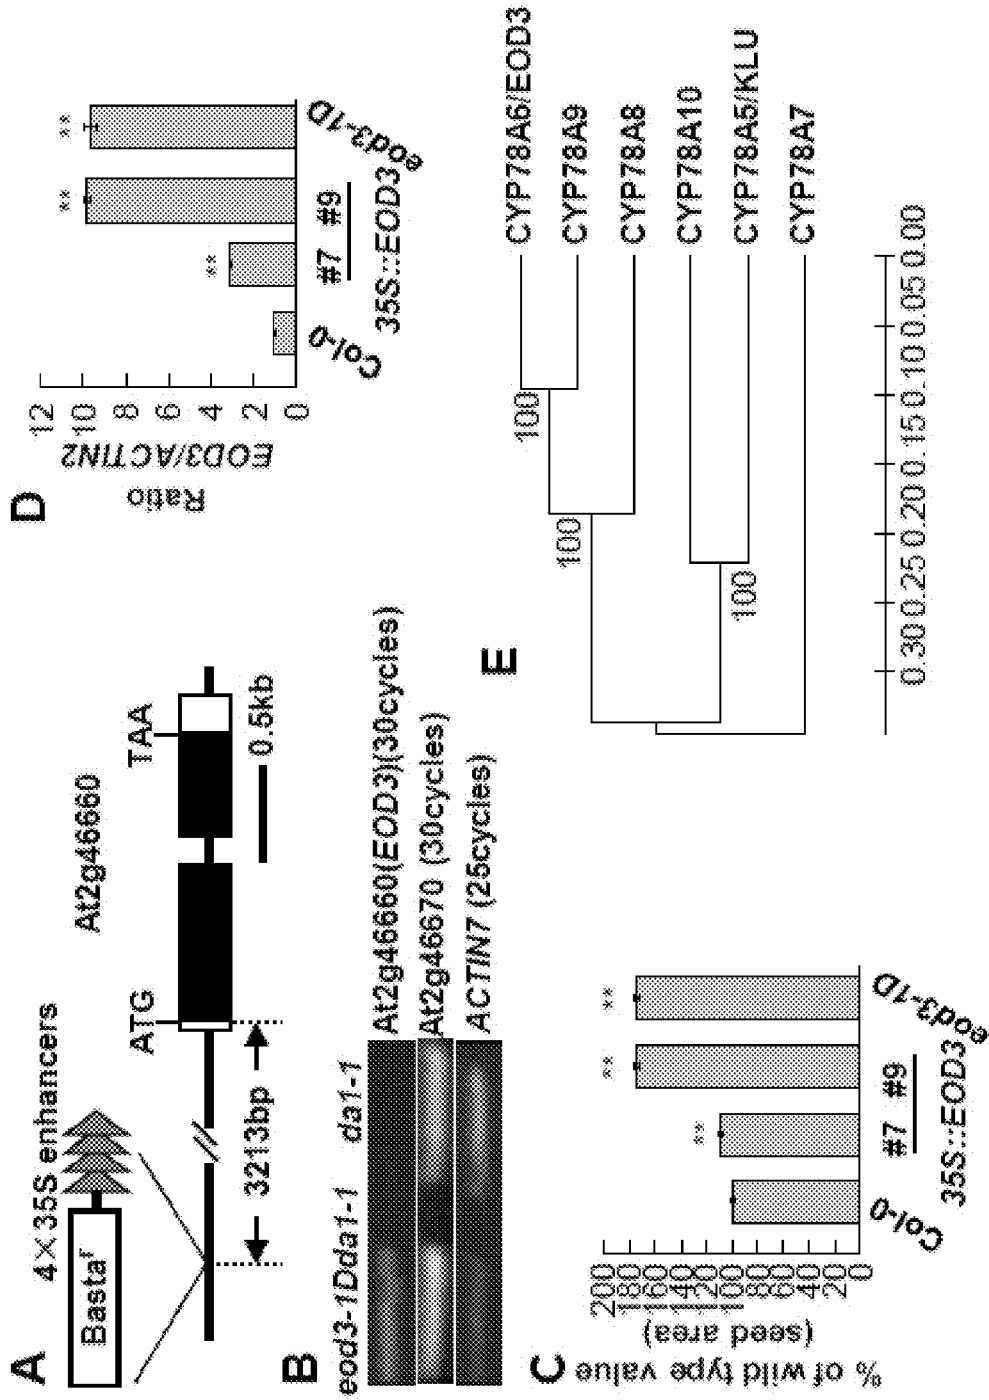 A
4×35S enhancers
Basta^r
ATG
At2g46660
TAA
3213bp
0.5kb
B
eod3-1Dda1-1 da1-1
At2g46660(EOD3)(30cycles)
At2g46670 (30cycles)
ACTIN7 (25cycles)
C
% of wild type value
(seed area)
200
180
160
140
120
100
80
60
40
20
0
**
**
**
Col-0
#7 #9
35S::EOD3
eod3-1D
D
Ratio
EOD3/ACTIN2
12
10
8
6
4
2
0
**
**
**
Col-0
#7 #9
35S::EOD3
eod3-1D
E
100
100
100
CYP78A6/EOD3
CYP78A9
CYP78A8
CYP78A10
CYP78A5/KLU
CYP78A7
0.30 0.25 0.20 0.15 0.10 0.05 0.00